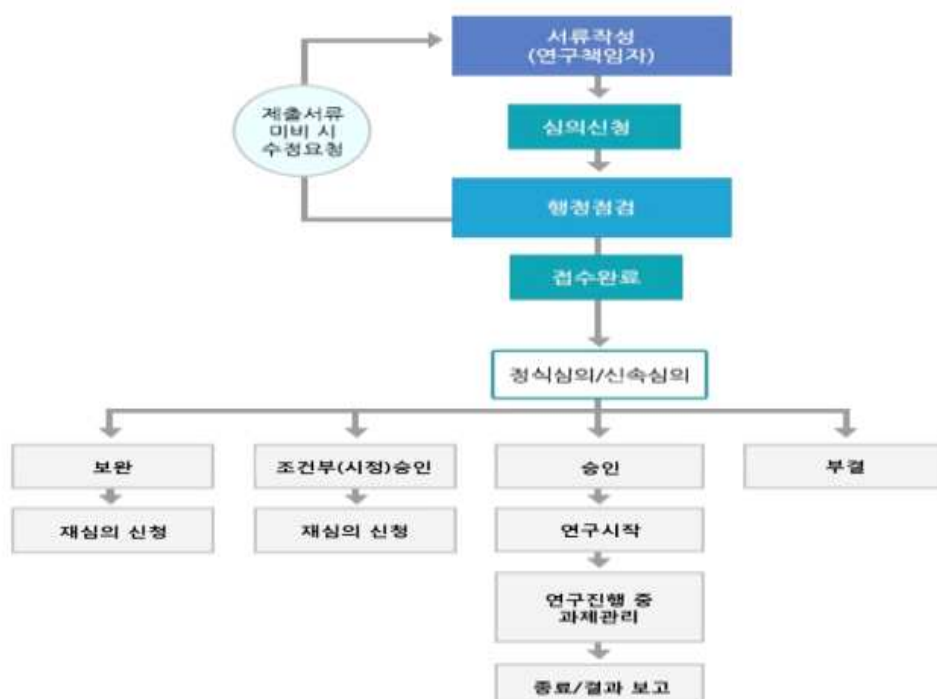 서류작성
(연구책임자)
제출서류
미비 시
수정요청
심의신청
행정점검
접수완료
정식심의/신속심의
보완
조건부(시정)승인
승인
부결
재심의 신청
재심의 신청
연구시작
연구진행 중
과제관리
종료/결과 보고